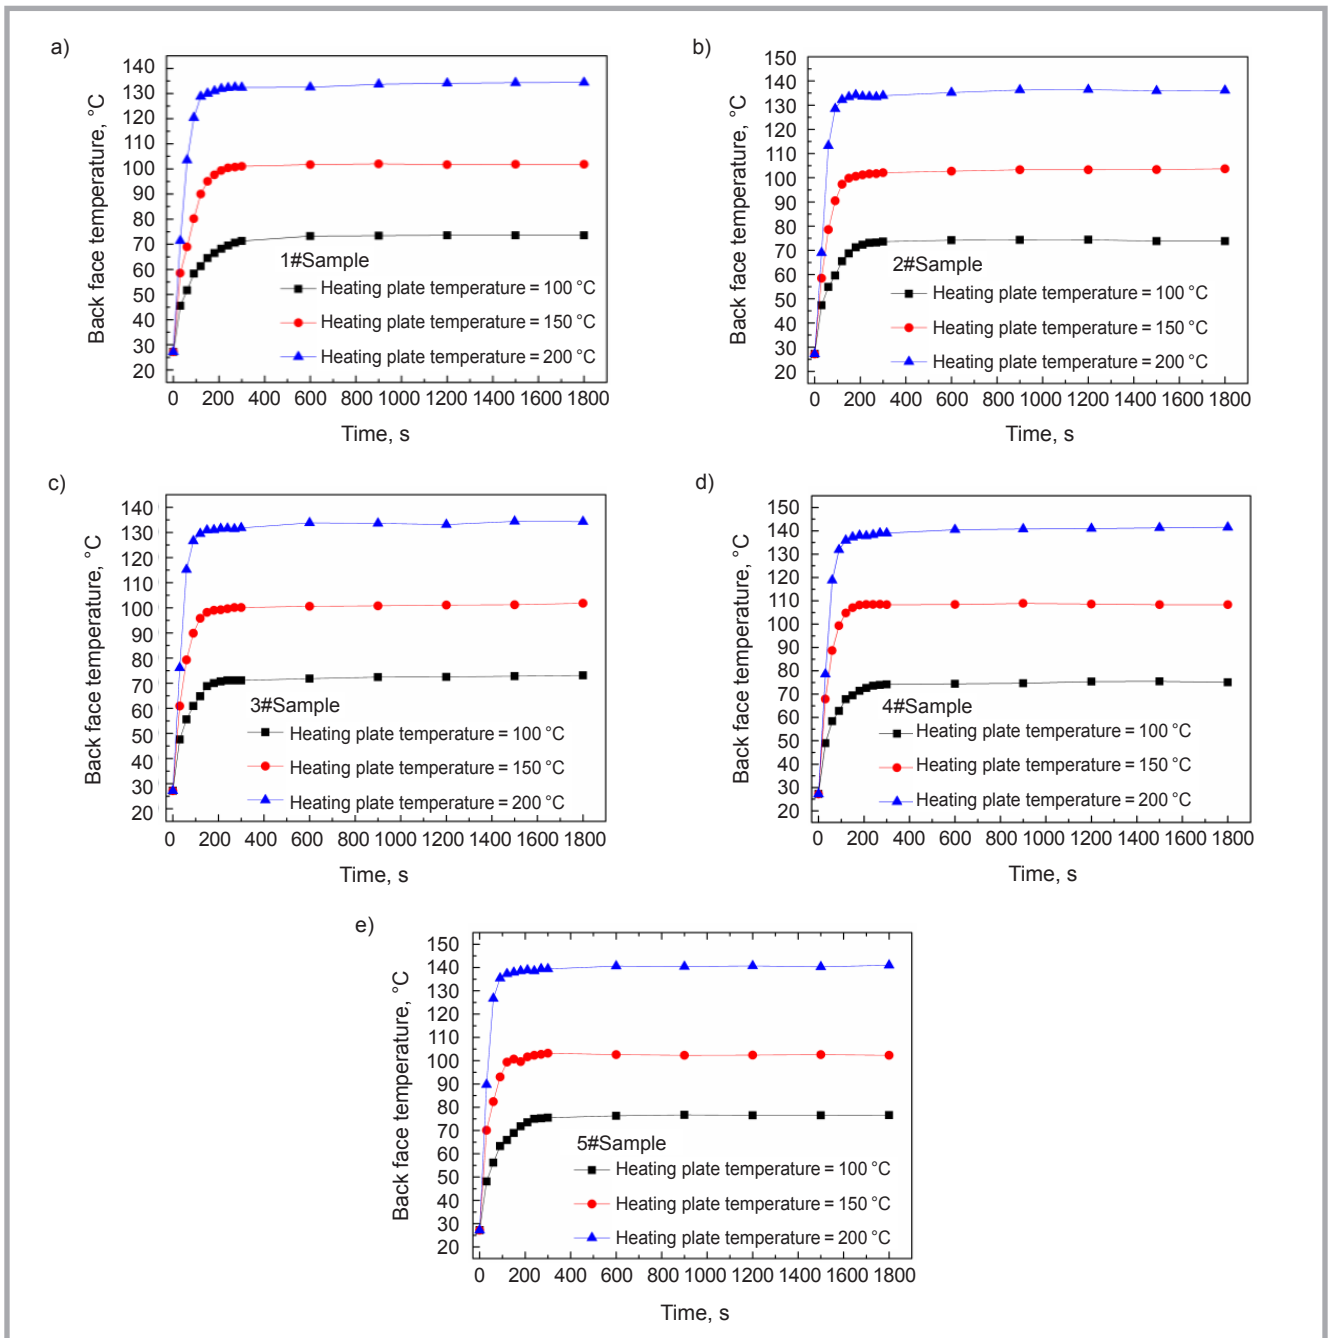 a)
Back face temperature, °C
140
130
120
110
100
90
80
70
60
50
40
30
20
1#Sample
Heating plate temperature = 100 °C
Heating plate temperature = 150 °C
Heating plate temperature = 200 °C
0 200 400 600 800 1000 1200 1400 1600 1800
Time, s
b)
Back face temperature, °C
150
140
130
120
110
100
90
80
70
60
50
40
30
20
2#Sample
Heating plate temperature = 100 °C
Heating plate temperature = 150 °C
Heating plate temperature = 200 °C
0 200 400 600 800 1000 1200 1400 1600 1800
Time, s
c)
Back face temperature, °C
140
130
120
110
100
90
80
70
60
50
40
30
20
3#Sample
Heating plate temperature = 100 °C
Heating plate temperature = 150 °C
Heating plate temperature = 200 °C
0 200 400 600 800 1000 1200 1400 1600 1800
Time, s
d)
Back face temperature, °C
150
140
130
120
110
100
90
80
70
60
50
40
30
20
4#Sample
Heating plate temperature = 100 °C
Heating plate temperature = 150 °C
Heating plate temperature = 200 °C
0 200 400 600 800 1000 1200 1400 1600 1800
Time, s
e)
Back face temperature, °C
150
140
130
120
110
100
90
80
70
60
50
40
30
20
5#Sample
Heating plate temperature = 100 °C
Heating plate temperature = 150 °C
Heating plate temperature = 200 °C
0 200 400 600 800 1000 1200 1400 1600 1800
Time, s